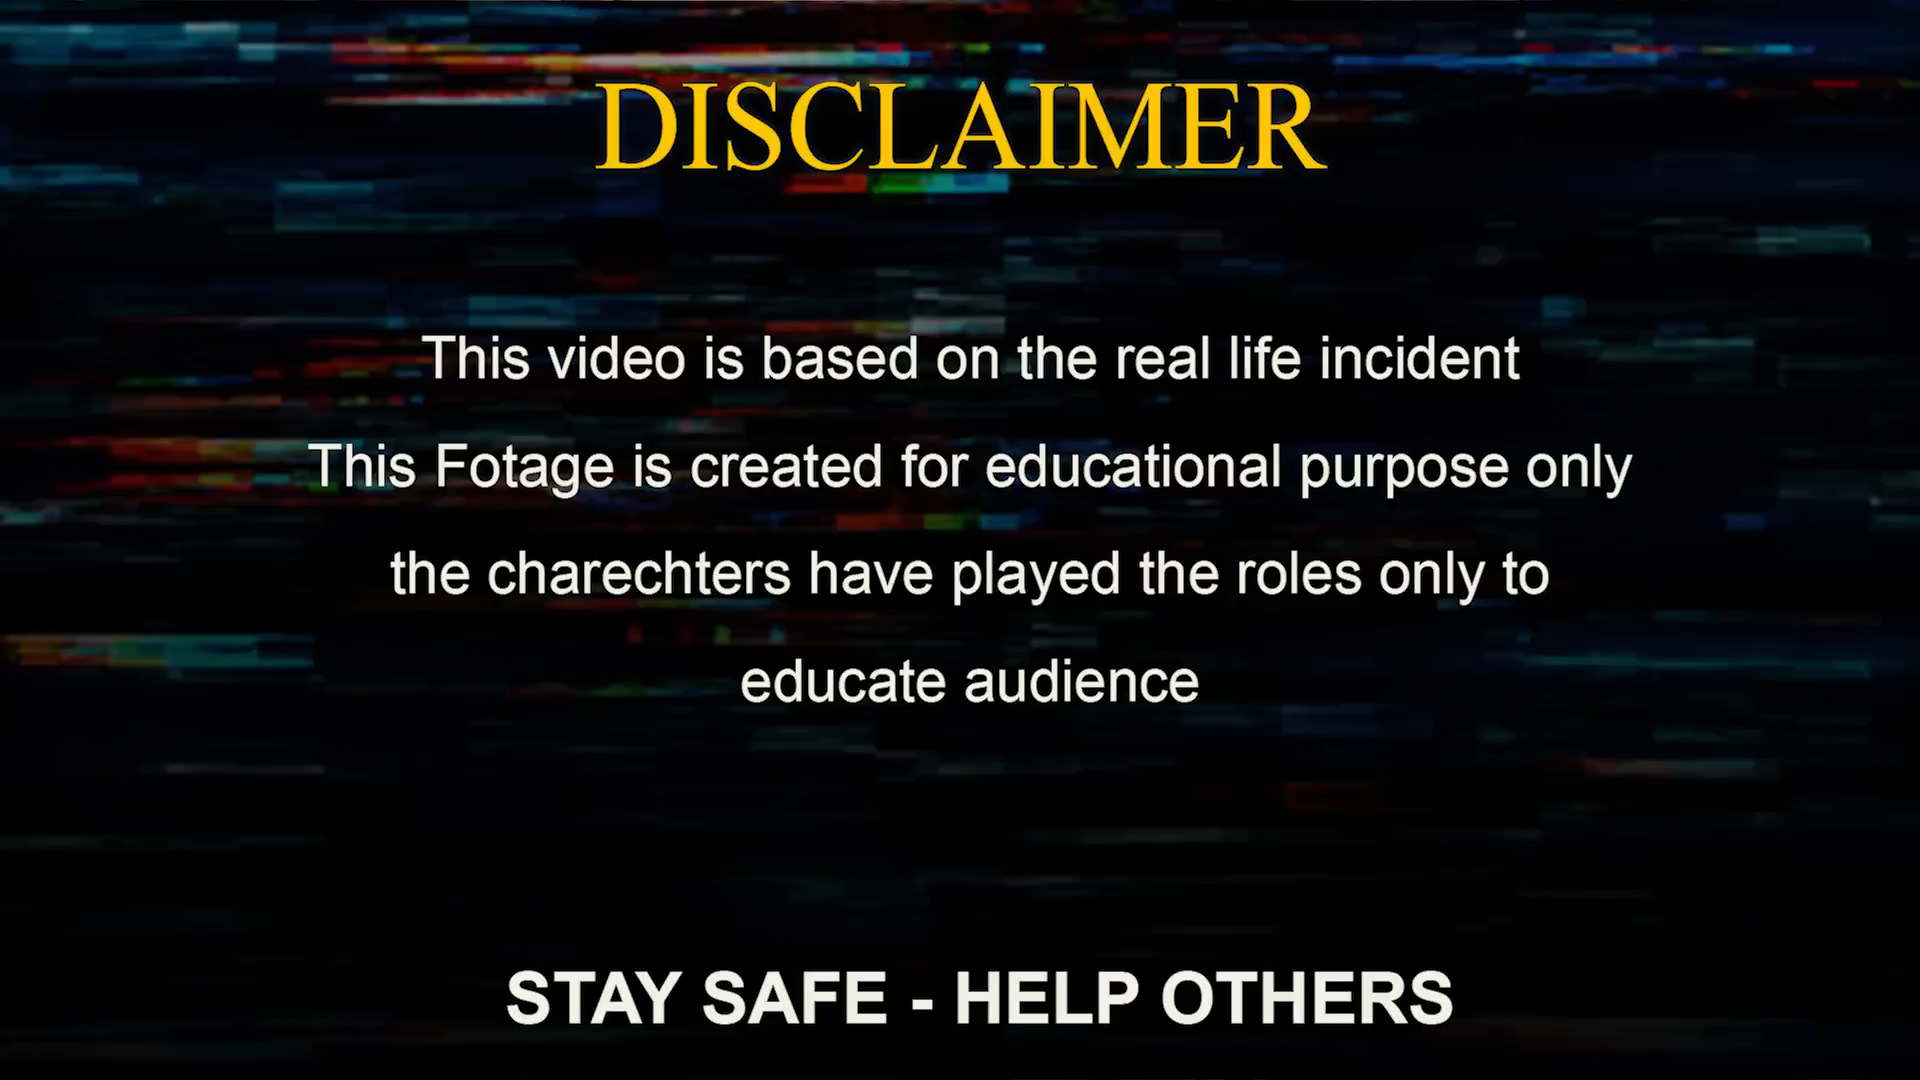 DISCLAIMER
This video is based on the real life incident
This Fotage is created for educational purpose only
the charechters have played the roles only to
educate audience
STAY SAFE - HELP OTHERS